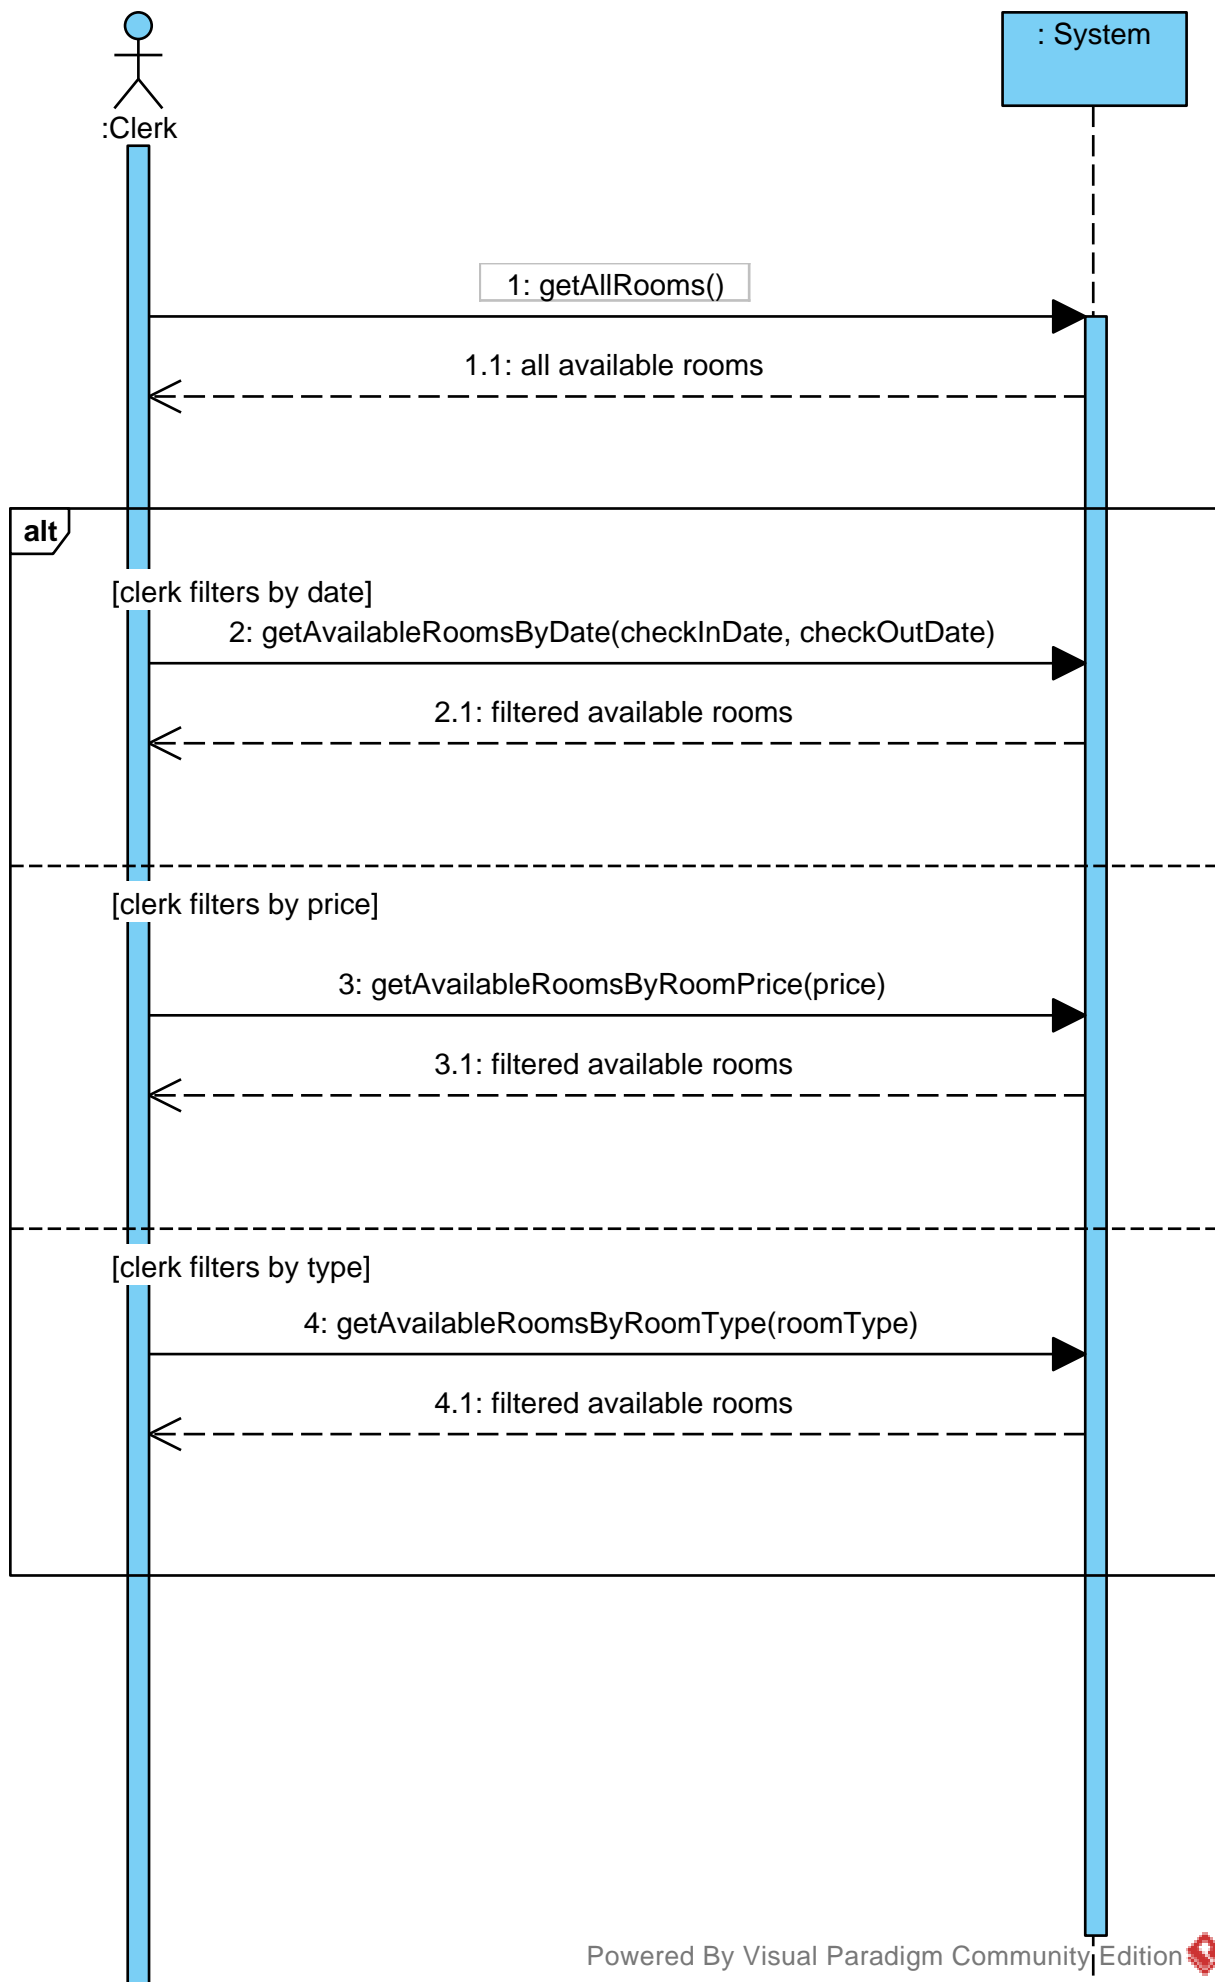 : System
:Clerk
1: getAllRooms()
1.1: all available rooms
alt
[clerk filters by date]
2: getAvailableRoomsByDate(checkInDate, checkOutDate)
2.1: filtered available rooms
[clerk filters by price]
3: getAvailableRoomsByRoomPrice(price)
3.1: filtered available rooms
[clerk filters by type]
4: getAvailableRoomsByRoomType(roomType)
4.1: filtered available rooms
Powered By Visual Paradigm Community Edition